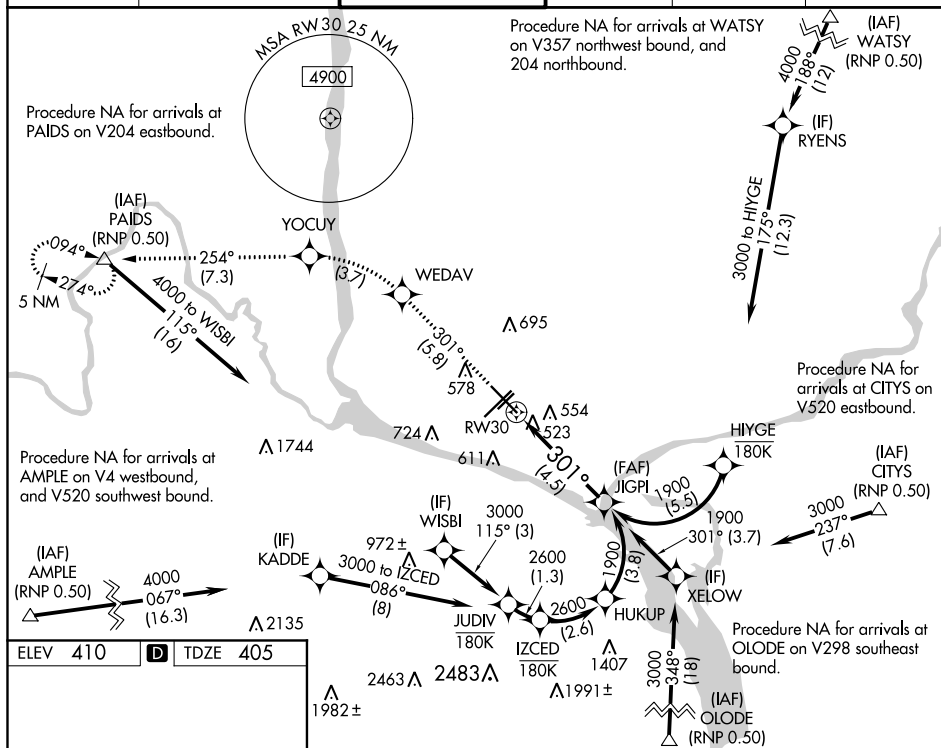 MSA RW30 25 NM
4900
Procedure NA for arrivals at WATSY
on V357 northwest bound, and
204 northbound.
(IAF)
WATSY
(RNP 0.50)
4000
188°
(12)
(IF)
RYENS
3000 to HIYGE
175°
(12.3)
Procedure NA for arrivals at
PAIDS on V204 eastbound.
(IAF)
PAIDS
(RNP 0.50)
094°
274°
5 NM
254°
(7.3)
YOCUY
(3.7)
WEDAV
4000 to WISBI
115°
(16)
301°
(5.8)
695
578
554
523
RW30
724
611
1744
Procedure NA for
arrivals at CITYS on
V520 eastbound.
HIYGE
180K
301°
(4.5)
(FAF)
JIGPI
1900
(5.5)
1900
301° (3.7)
(IAF)
CITYS
(RNP 0.50)
3000
237°
(7.6)
Procedure NA for arrivals at
AMPLE on V4 westbound,
and V520 southwest bound.
(IAF)
AMPLE
(RNP 0.50)
4000
067°
(16.3)
(IF)
KADDE
972±
3000 to IZCED
086°
(8)
(IF)
WISBI
3000
115° (3)
2600
(1.3)
JUDIV
180K
IZCED
180K
2600
(2.6)
1900
(3.8)
HUKUP
(IF)
XELOW
2135
1407
2463
2483
1991±
1982±
Procedure NA for arrivals at
OLODE on V298 southeast
bound.
3000
348°
(18)
(IAF)
OLODE
(RNP 0.50)
ELEV 410 D TDZE 405